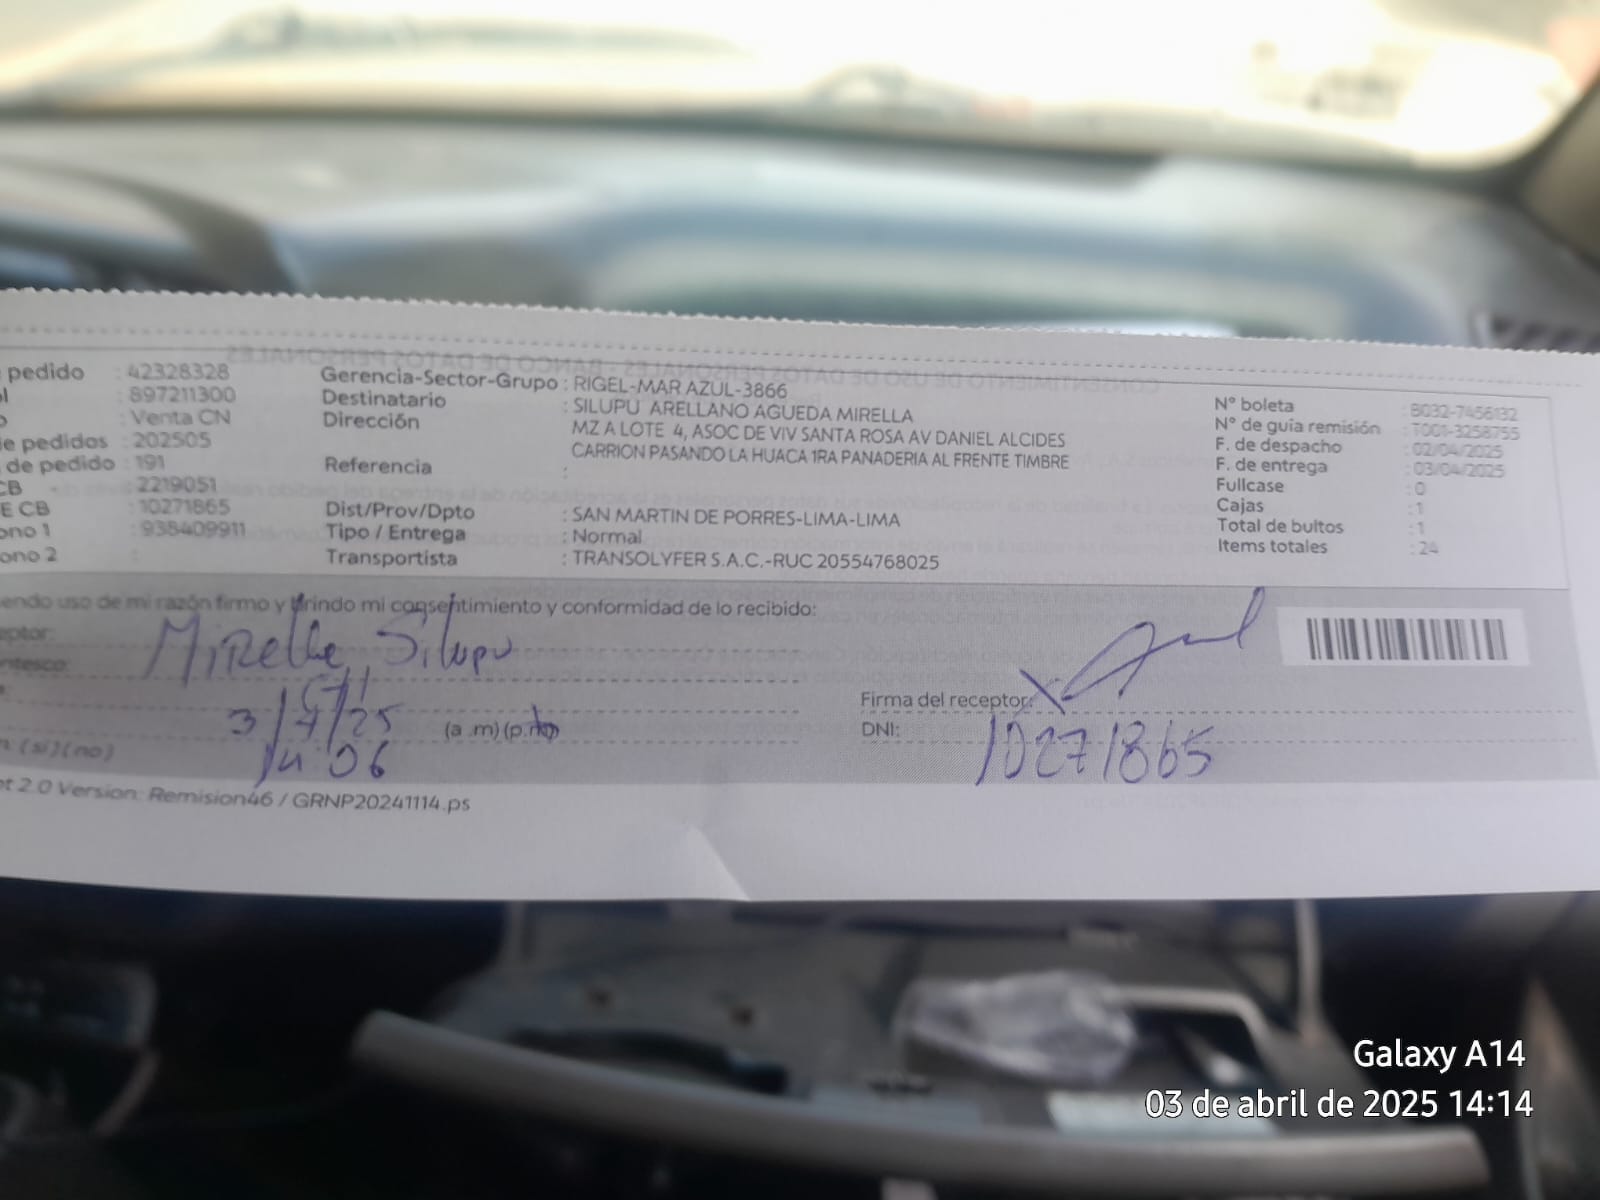 pedido : 42328328
l : 897211300
o : Venta CN
e pedidos : 202505
de pedido : 191
CB : 2219051
E CB : 10271865
ono 1 : 938409911
ono 2 :
Gerencia-Sector-Grupo : RIGEL-MAR AZUL-3866
Destinatario : SILUPU ARELLANO AGUEDA MIRELLA
Dirección MZ A LOTE 4, ASOC DE VIV SANTA ROSA AV DANIEL ALCIDES
CARRION PASANDO LA HUACA 1RA PANADERIA AL FRENTE TIMBRE
Referencia :
Dist/Prov/Dpto : SAN MARTIN DE PORRES-LIMA-LIMA
Tipo / Entrega : Normal
Transportista : TRANSOLYFER S.A.C.-RUC 20554768025
N° boleta : B032-7456132
N° de guía remisión : T001-3258755
F. de despacho : 02/04/2025
F. de entrega : 03/04/2025
Fullcase : 0
Cajas : 1
Total de bultos : 1
Items totales : 24
endo uso de mi razón firmo y brindo mi consentimiento y conformidad de lo recibido:
eptor: Mirella Silupu
ntesco:
3/4/25
14 06 (a .m) (p.m)
n: (si) (no)
Firma del receptor:
DNI: 10271865
pt 2.0 Version: Remision46 / GRNP20241114.ps
Galaxy A14
03 de abril de 2025 14:14